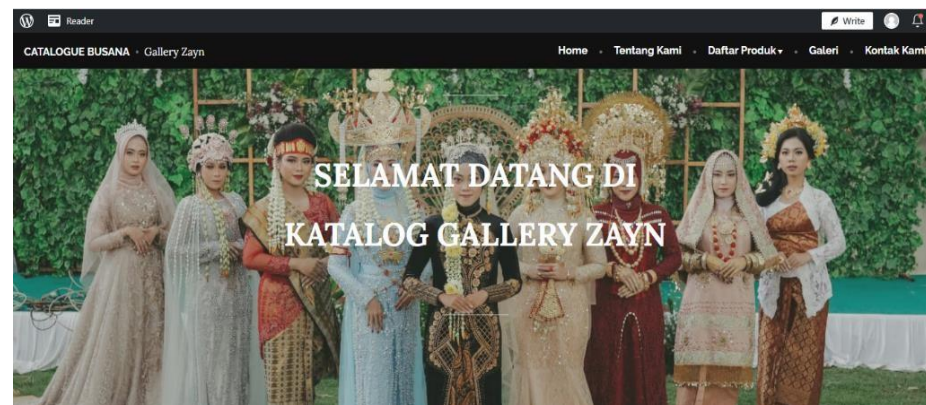 Reader
Write
CATALOGUE BUSANA • Gallery Zayn
Home • Tentang Kami • Daftar Produk ▾ • Galeri • Kontak Kami
SELAMAT DATANG DI
KATALOG GALLERY ZAYN